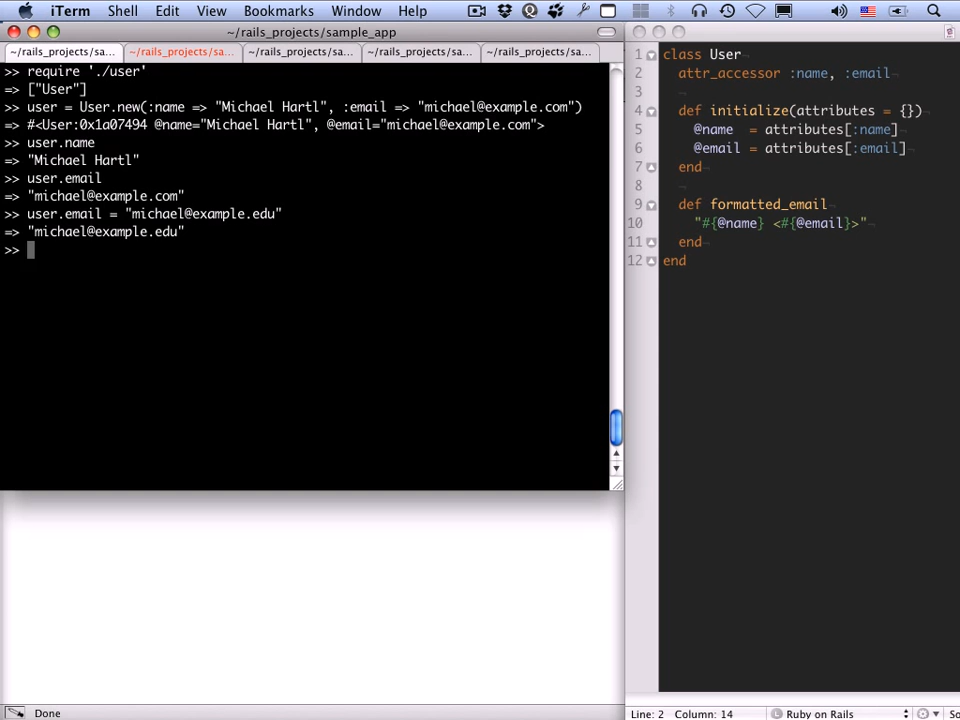 iTerm Shell Edit View Bookmarks Window Help
~/rails_projects/sample_app
~/rails_projects/sa... ~/rails_projects/sa... ~/rails_projects/sa... ~/rails_projects/sa... ~/rails_projects/sa...
>> require './user'
=> ["User"]
>> user = User.new(:name => "Michael Hartl", :email => "michael@example.com")
=> #<User:0x1a07494 @name="Michael Hartl", @email="michael@example.com">
>> user.name
=> "Michael Hartl"
>> user.email
=> "michael@example.com"
>> user.email = "michael@example.edu"
=> "michael@example.edu"
>>
Done
1 class User
2 attr_accessor :name, :email
3
4 def initialize(attributes = {})
5 @name  = attributes[:name]
6 @email = attributes[:email]
7 end
8
9 def formatted_email
10 "#{@name} <#{@email}>"
11 end
12 end
Line: 2 Column: 14 Ruby on Rails So